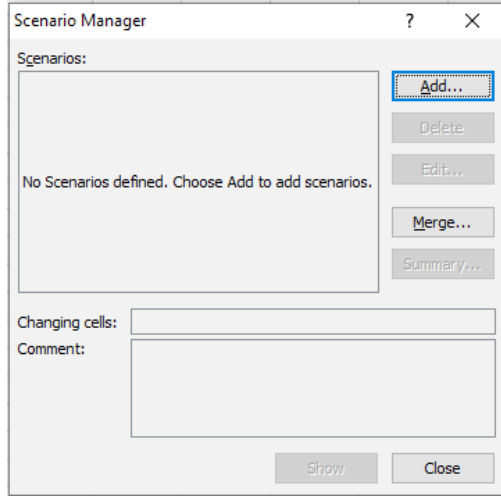 Scenario Manager ? ×
Scenarios:
Add...
Delete
No Scenarios defined. Choose Add to add scenarios.
Edit...
Merge...
Summary...
Changing cells:
Comment:
Show
Close